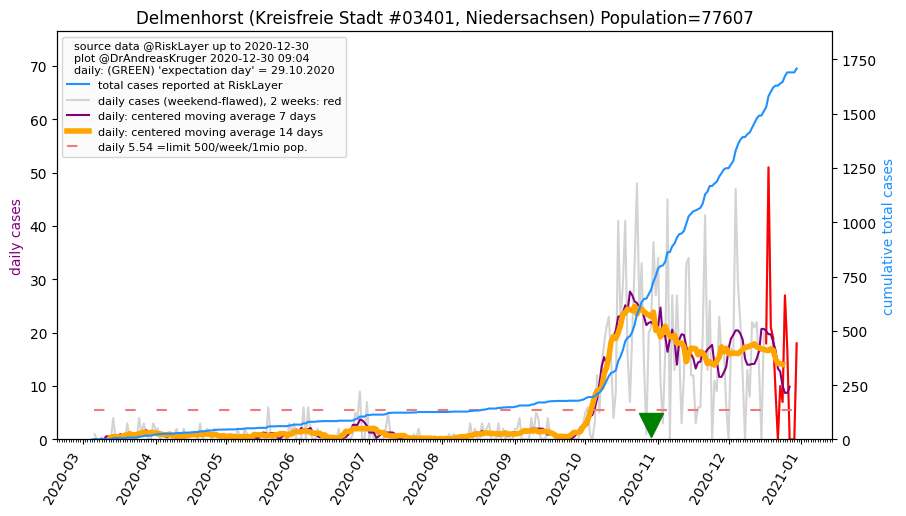 Delmenhorst (Kreisfreie Stadt #03401, Niedersachsen) Population=77607
source data @RiskLayer up to 2020-12-30
plot @DrAndreasKruger 2020-12-30 09:04
daily: (GREEN) 'expectation day' = 29.10.2020
total cases reported at RiskLayer
daily cases (weekend-flawed), 2 weeks: red
daily: centered moving average 7 days
daily: centered moving average 14 days
daily 5.54 =limit 500/week/1mio pop.
daily cases
70
60
50
40
30
20
10
0
cumulative total cases
1750
1500
1250
1000
750
500
250
0
2020-03
2020-04
2020-05
2020-06
2020-07
2020-08
2020-09
2020-10
2020-11
2020-12
2021-01